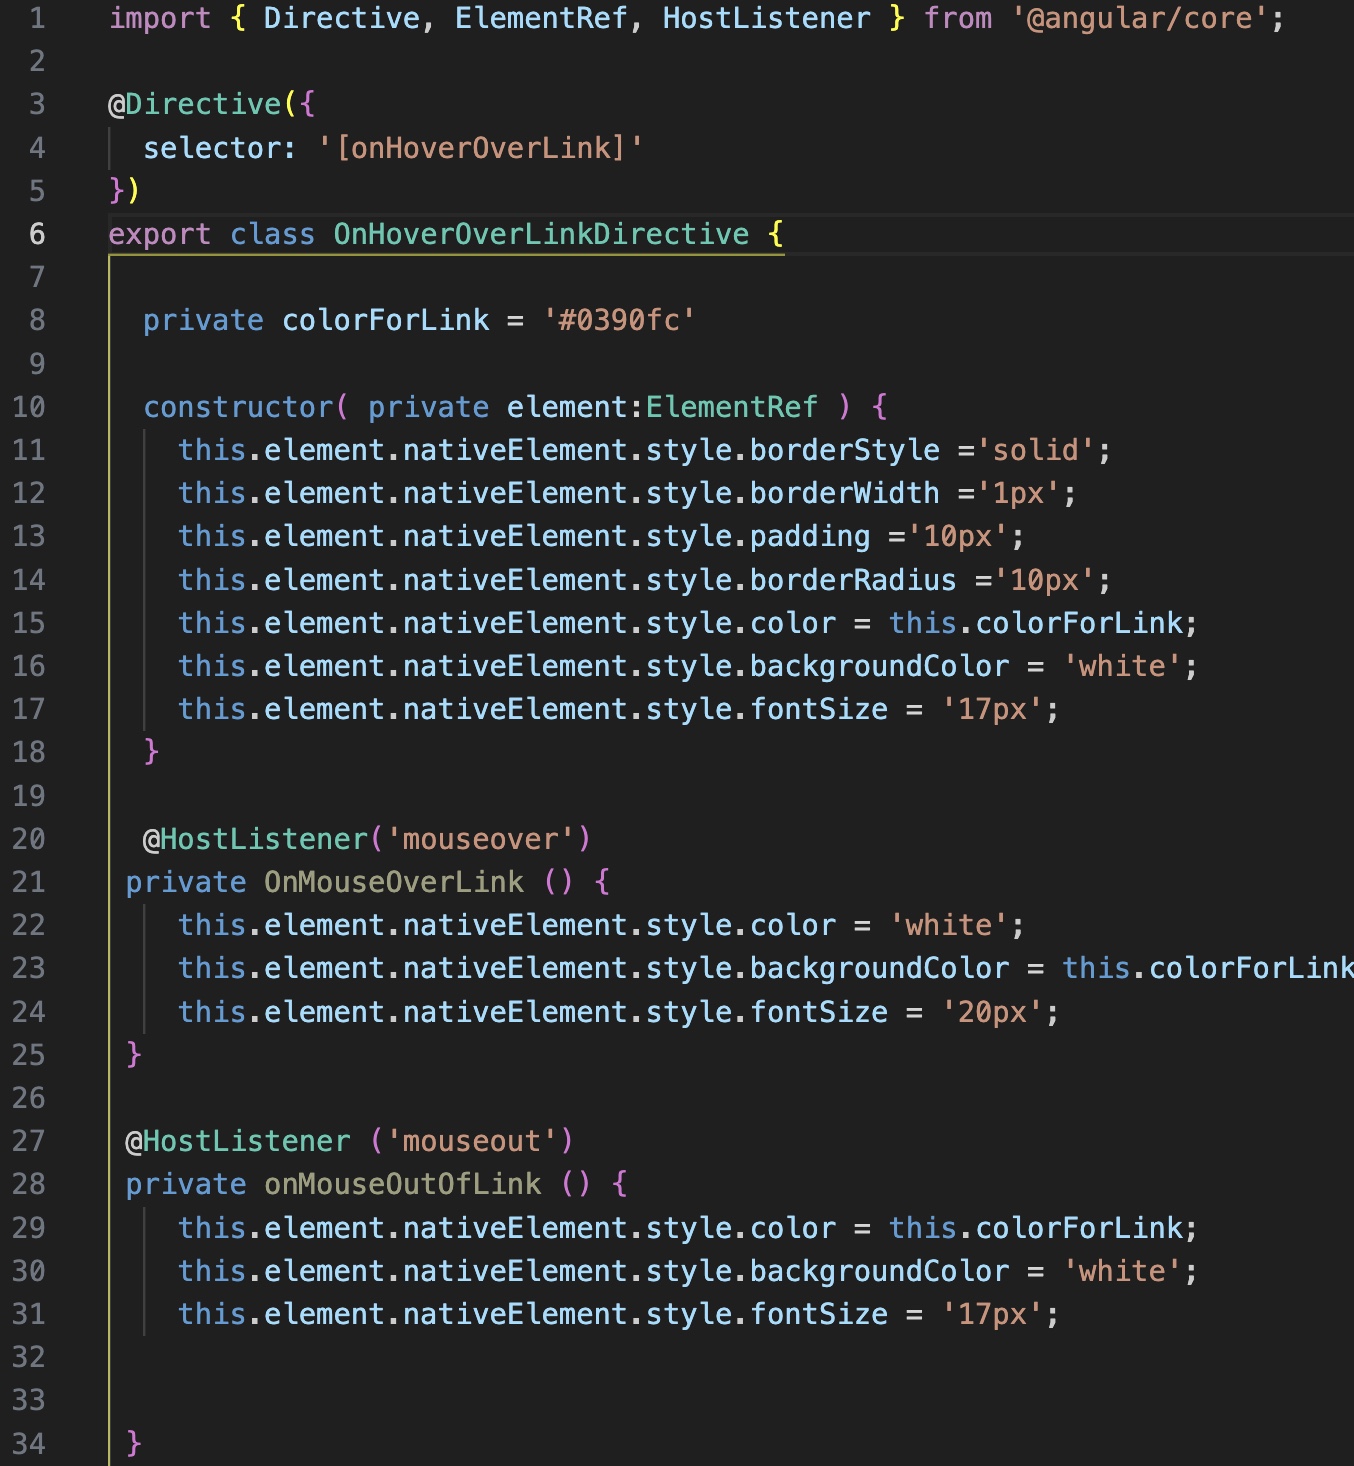 1 import { Directive, ElementRef, HostListener } from '@angular/core';
2
3 @Directive({
4 selector: '[onHoverOverLink]'
5 })
6 export class OnHoverOverLinkDirective {
7
8 private colorForLink = '#0390fc'
9
10 constructor( private element:ElementRef ) {
11 this.element.nativeElement.style.borderStyle ='solid';
12 this.element.nativeElement.style.borderWidth ='1px';
13 this.element.nativeElement.style.padding ='10px';
14 this.element.nativeElement.style.borderRadius ='10px';
15 this.element.nativeElement.style.color = this.colorForLink;
16 this.element.nativeElement.style.backgroundColor = 'white';
17 this.element.nativeElement.style.fontSize = '17px';
18 }
19
20 @HostListener('mouseover')
21 private OnMouseOverLink () {
22 this.element.nativeElement.style.color = 'white';
23 this.element.nativeElement.style.backgroundColor = this.colorForLink
24 this.element.nativeElement.style.fontSize = '20px';
25 }
26
27 @HostListener ('mouseout')
28 private onMouseOutOfLink () {
29 this.element.nativeElement.style.color = this.colorForLink;
30 this.element.nativeElement.style.backgroundColor = 'white';
31 this.element.nativeElement.style.fontSize = '17px';
32
33
34 }